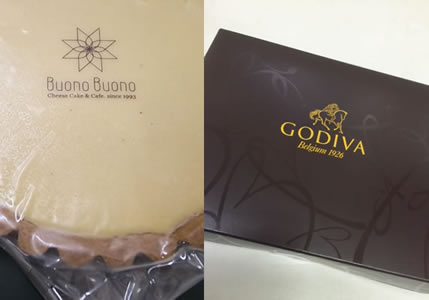 Buono Buono
Cheese Cake & Cafe. since 1993
GODIVA
Belgium 1926